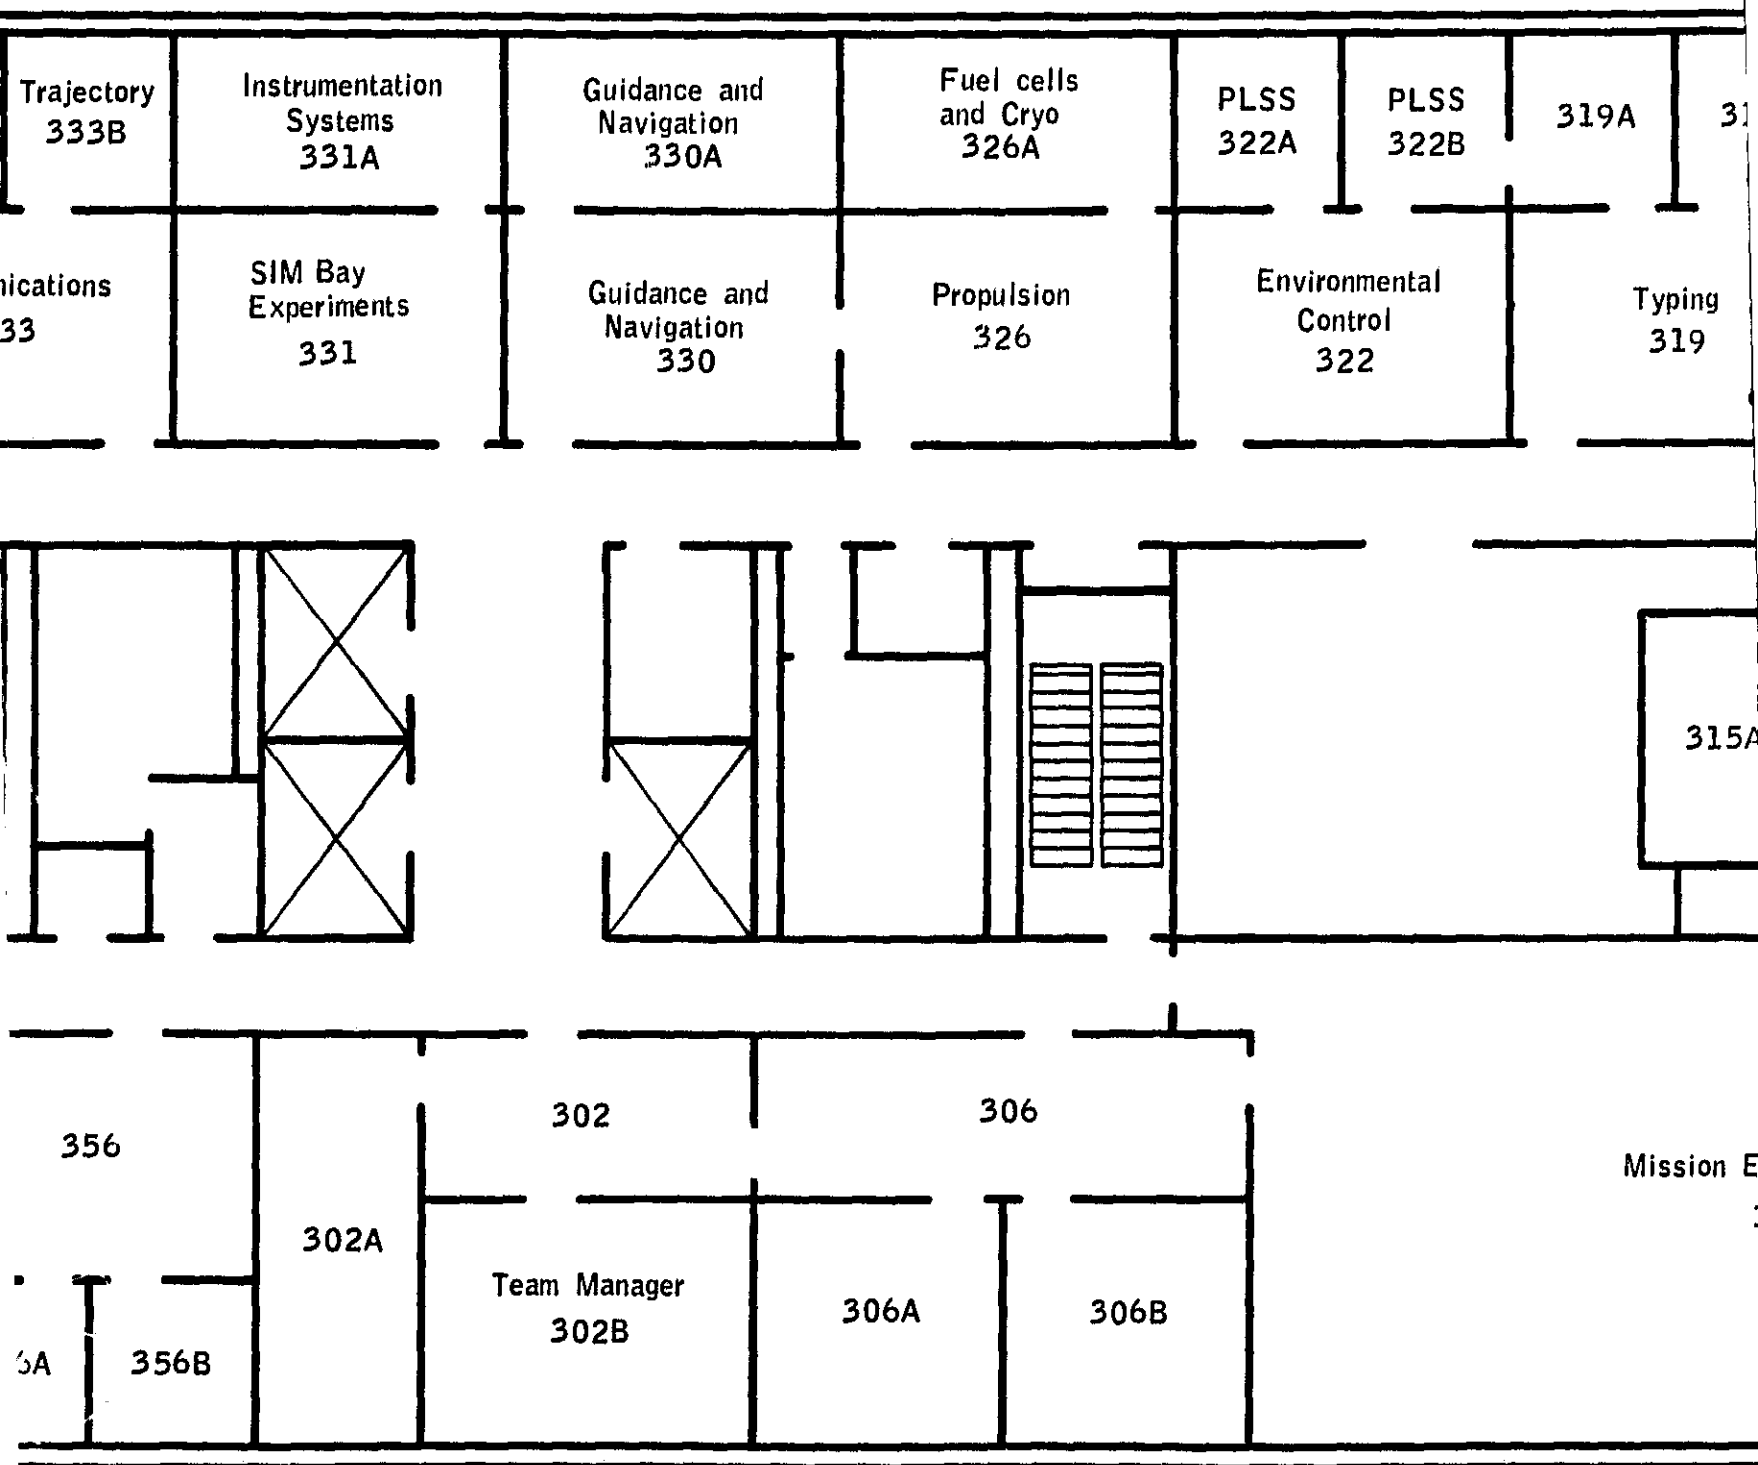 Trajectory
333B
Instrumentation
Systems
331A
Guidance and
Navigation
330A
Fuel cells
and Cryo
326A
PLSS
322A
PLSS
322B
319A
SIM Bay
Experiments
331
Guidance and
Navigation
330
Propulsion
326
Environmental
Control
322
Typing
319
315A
356
302
306
302A
Mission
Team Manager
302B
306A
306B
356B